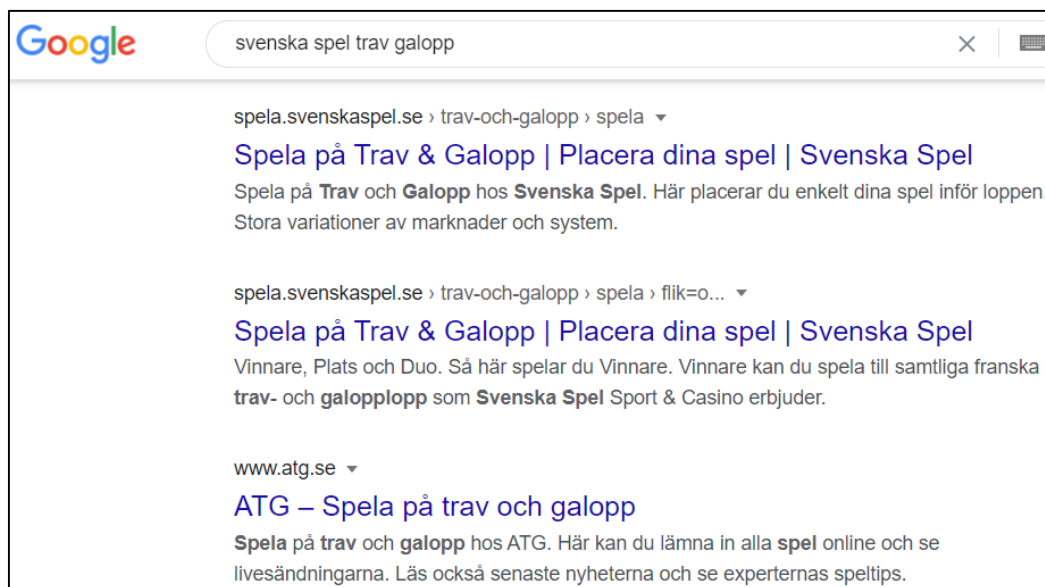 Google
svenska spel trav galopp
spela.svenskaspel.se › trav-och-galopp › spela
Spela på Trav & Galopp | Placera dina spel | Svenska Spel
Spela på Trav och Galopp hos Svenska Spel. Här placerar du enkelt dina spel inför loppen.
Stora variationer av marknader och system.
spela.svenskaspel.se › trav-och-galopp › spela › flik=o...
Spela på Trav & Galopp | Placera dina spel | Svenska Spel
Vinnare, Plats och Duo. Så här spelar du Vinnare. Vinnare kan du spela till samtliga franska
trav- och galopplopp som Svenska Spel Sport & Casino erbjuder.
www.atg.se
ATG – Spela på trav och galopp
Spela på trav och galopp hos ATG. Här kan du lämna in alla spel online och se
livesändningarna. Läs också senaste nyheterna och se experternas speltips.